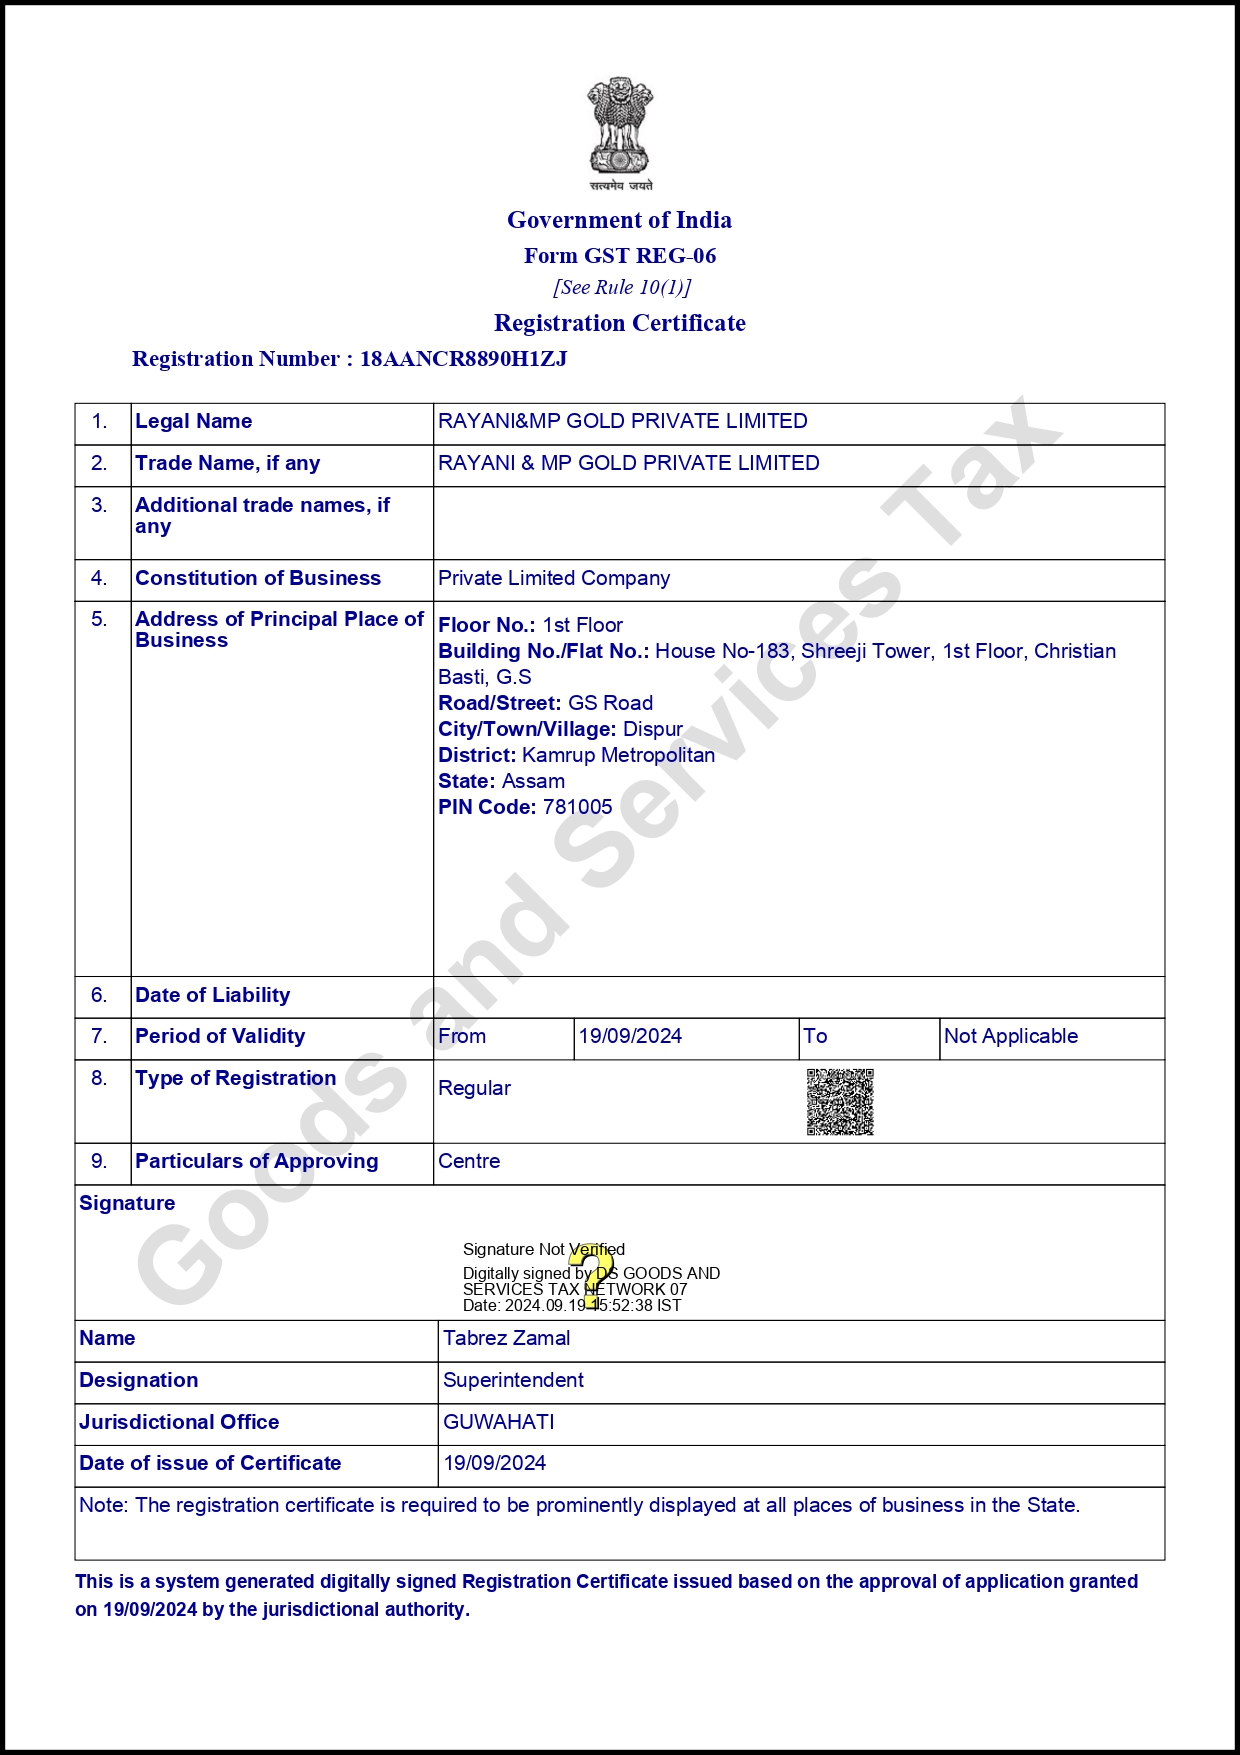 सत्यमेव जयते
Government of India
Form GST REG-06
[See Rule 10(1)]
Registration Certificate
Registration Number : 18AANCR8890H1ZJ
1. Legal Name RAYANI&MP GOLD PRIVATE LIMITED
2. Trade Name, if any RAYANI & MP GOLD PRIVATE LIMITED
3. Additional trade names, if
any
4. Constitution of Business Private Limited Company
5. Address of Principal Place of
Business
Floor No.: 1st Floor
Building No./Flat No.: House No-183, Shreeji Tower, 1st Floor, Christian
Basti, G.S
Road/Street: GS Road
City/Town/Village: Dispur
District: Kamrup Metropolitan
State: Assam
PIN Code: 781005
6. Date of Liability
7. Period of Validity From 19/09/2024 To Not Applicable
8. Type of Registration Regular
9. Particulars of Approving Centre
Signature
Signature Not Verified
Digitally signed by DS GOODS AND
SERVICES TAX NETWORK 07
Date: 2024.09.19 15:52:38 IST
?
Name Tabrez Zamal
Designation Superintendent
Jurisdictional Office GUWAHATI
Date of issue of Certificate 19/09/2024
Note: The registration certificate is required to be prominently displayed at all places of business in the State.
This is a system generated digitally signed Registration Certificate issued based on the approval of application granted
on 19/09/2024 by the jurisdictional authority.
Goods and Services Tax